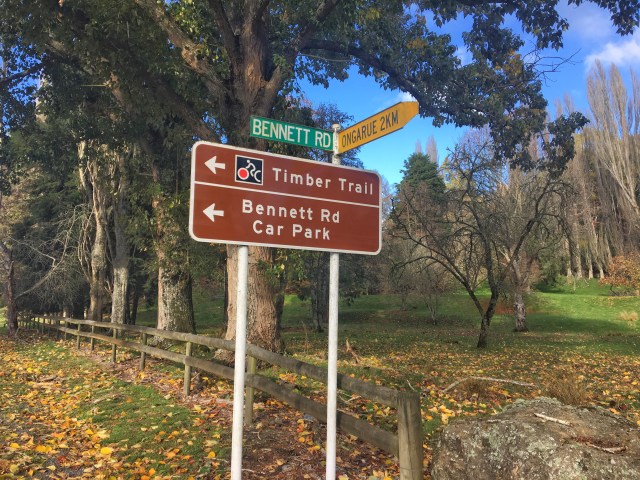 BENNETT RD
ONGARUE 2KM
Timber Trail
Bennett Rd
Car Park